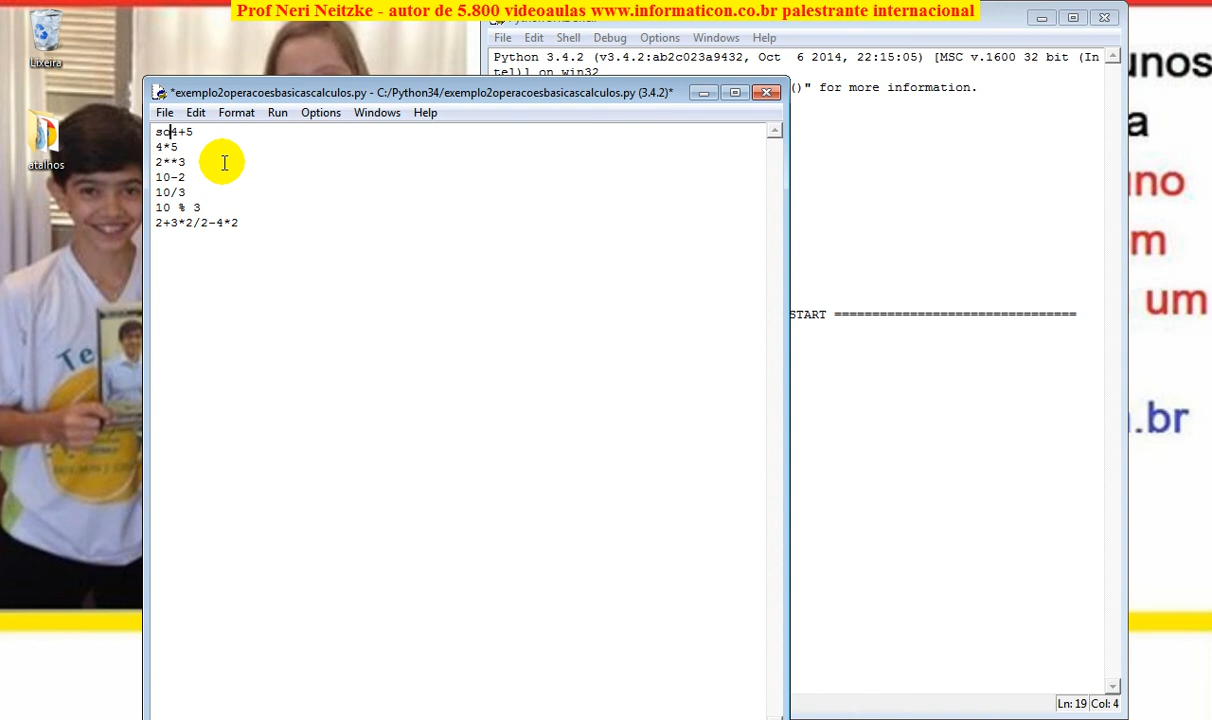 Prof Neri Neitzke - autor de 5.800 videoaulas www.informaticon.co.br palestrante internacional
Lixeira
atalhos
File Edit Shell Debug Options Windows Help
Python 3.4.2 (v3.4.2:ab2c023a9432, Oct  6 2014, 22:15:05) [MSC v.1600 32 bit (In
tel)] on win32
()" for more information.
*exemplo2operacoesbasicascalculos.py - C:/Python34/exemplo2operacoesbasicascalculos.py (3.4.2)*
File Edit Format Run Options Windows Help
so4+5
4*5
2**3
10-2
10/3
10 % 3
2+3*2/2-4*2
START ================================
Ln: 19 Col: 4
unos
a
uno
m
um
.br
Te